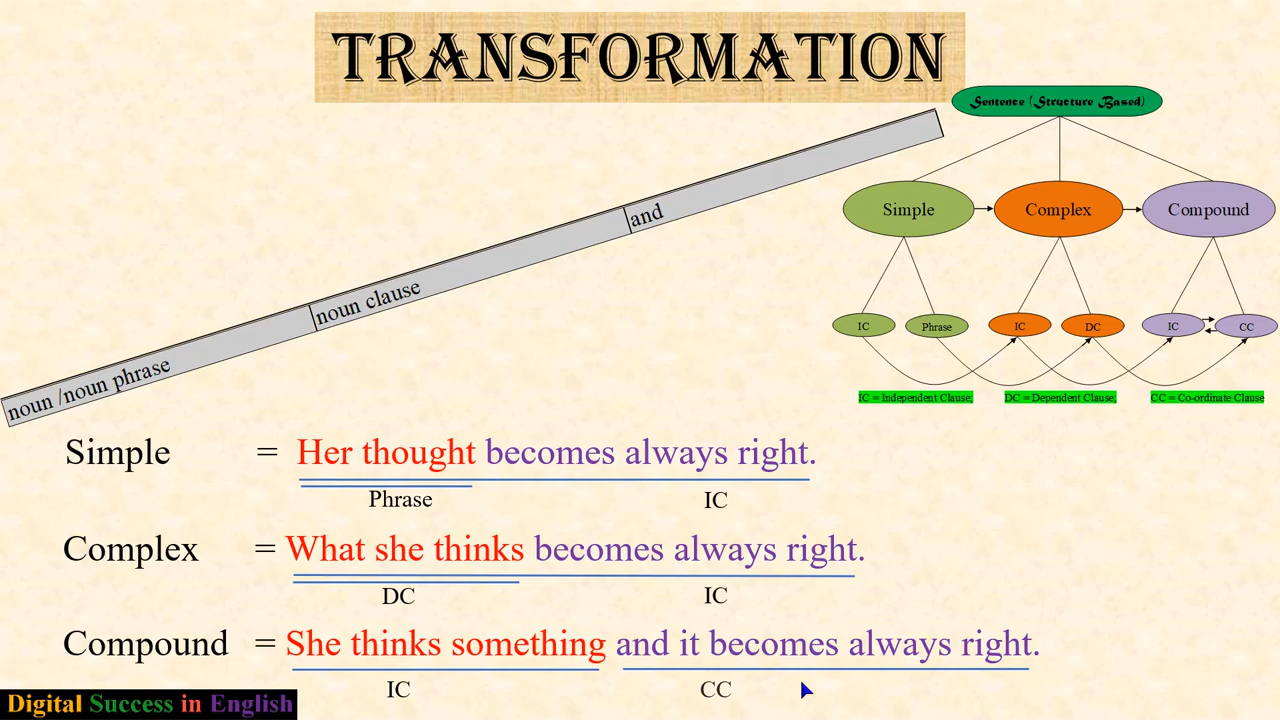 TRANSFORMATION
Sentence (Structure Based)
Simple Complex Compound
IC Phrase IC DC IC CC
IC = Independent Clause; DC = Dependent Clause; CC = Co-ordinate Clause
noun /noun phrase noun clause and
Simple = Her thought becomes always right.
Phrase IC
Complex = What she thinks becomes always right.
DC IC
Compound = She thinks something and it becomes always right.
IC CC
Digital Success in English